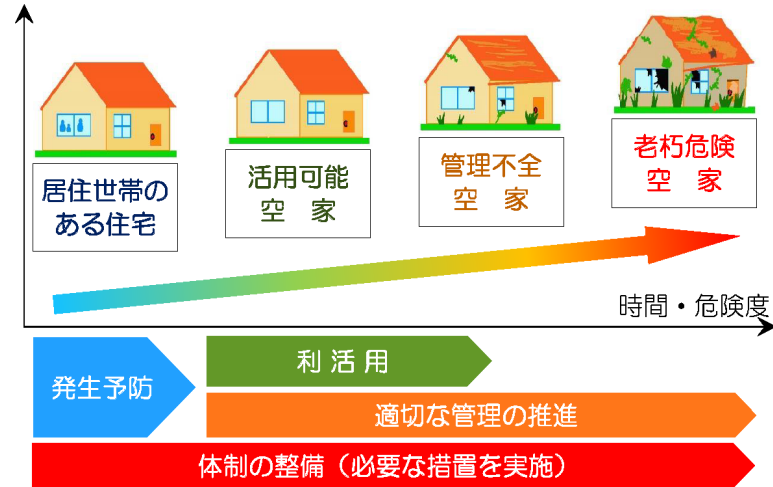 居住世帯の
ある住宅
活用可能
空　家
管理不全
空　家
老朽危険
空　家
時間・危険度
発生予防
利活用
適切な管理の推進
体制の整備（必要な措置を実施）